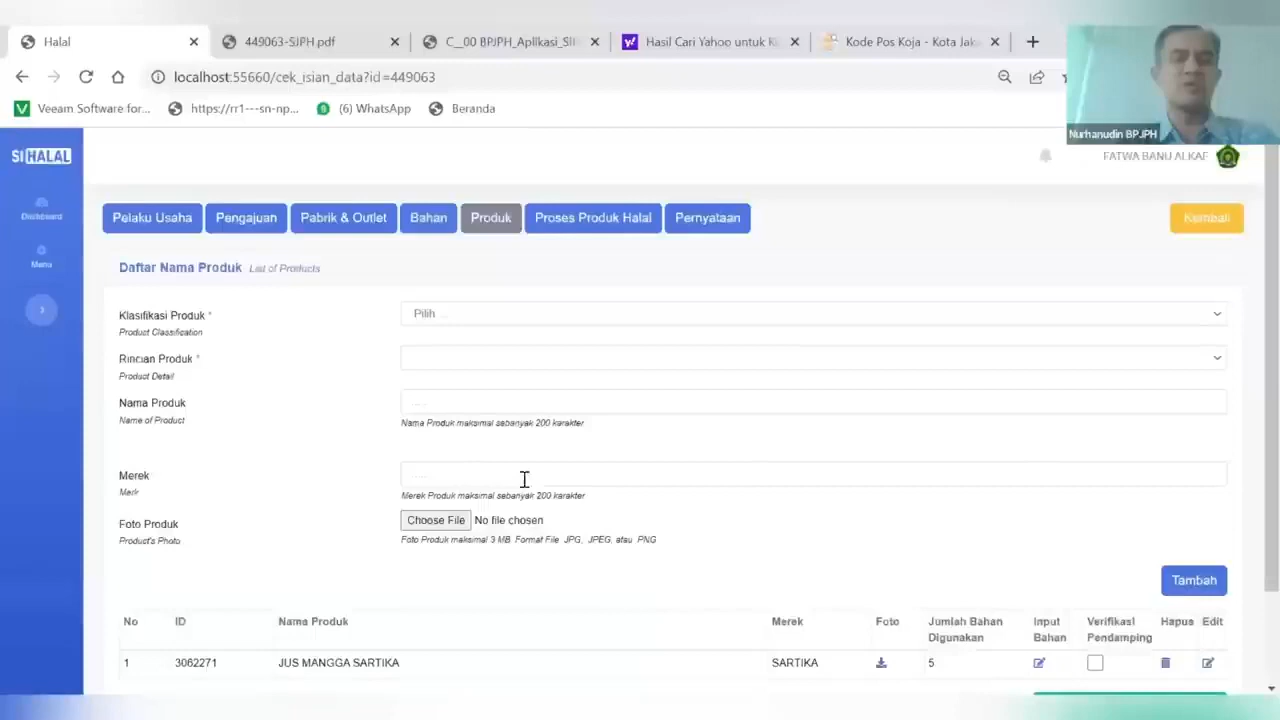 Halal
449063-SJPH.pdf
Hasil Cari Yahoo untuk
Kode Pos Koja - Kota
localhost:55660/cek_isian_data?id=449063
Veeam Software for...
https://rr1---sn-np...
(6) WhatsApp
Beranda
Nurhanudin BPJPH
SIHALAL
FATWA BANU ALKAF
Dashboard
Menu
Pelaku Usaha
Pengajuan
Pabrik & Outlet
Bahan
Produk
Proses Produk Halal
Pernyataan
Kembali
Daftar Nama Produk List of Products
Klasifikasi Produk *
Product Classification
Pilih ...
Rincian Produk *
Product Detail
Nama Produk
Name of Product
Nama Produk maksimal sebanyak 200 karakter
Merek
Mark
Merek Produk maksimal sebanyak 200 karakter
Foto Produk
Product's Photo
Choose File No file chosen
Foto Produk maksimal 3 MB. Format File JPG, JPEG, atau PNG
Tambah
No ID Nama Produk Merek Foto Jumlah Bahan Digunakan Input Bahan Verifikasi Pendamping Hapus Edit
1 3062271 JUS MANGGA SARTIKA SARTIKA 5